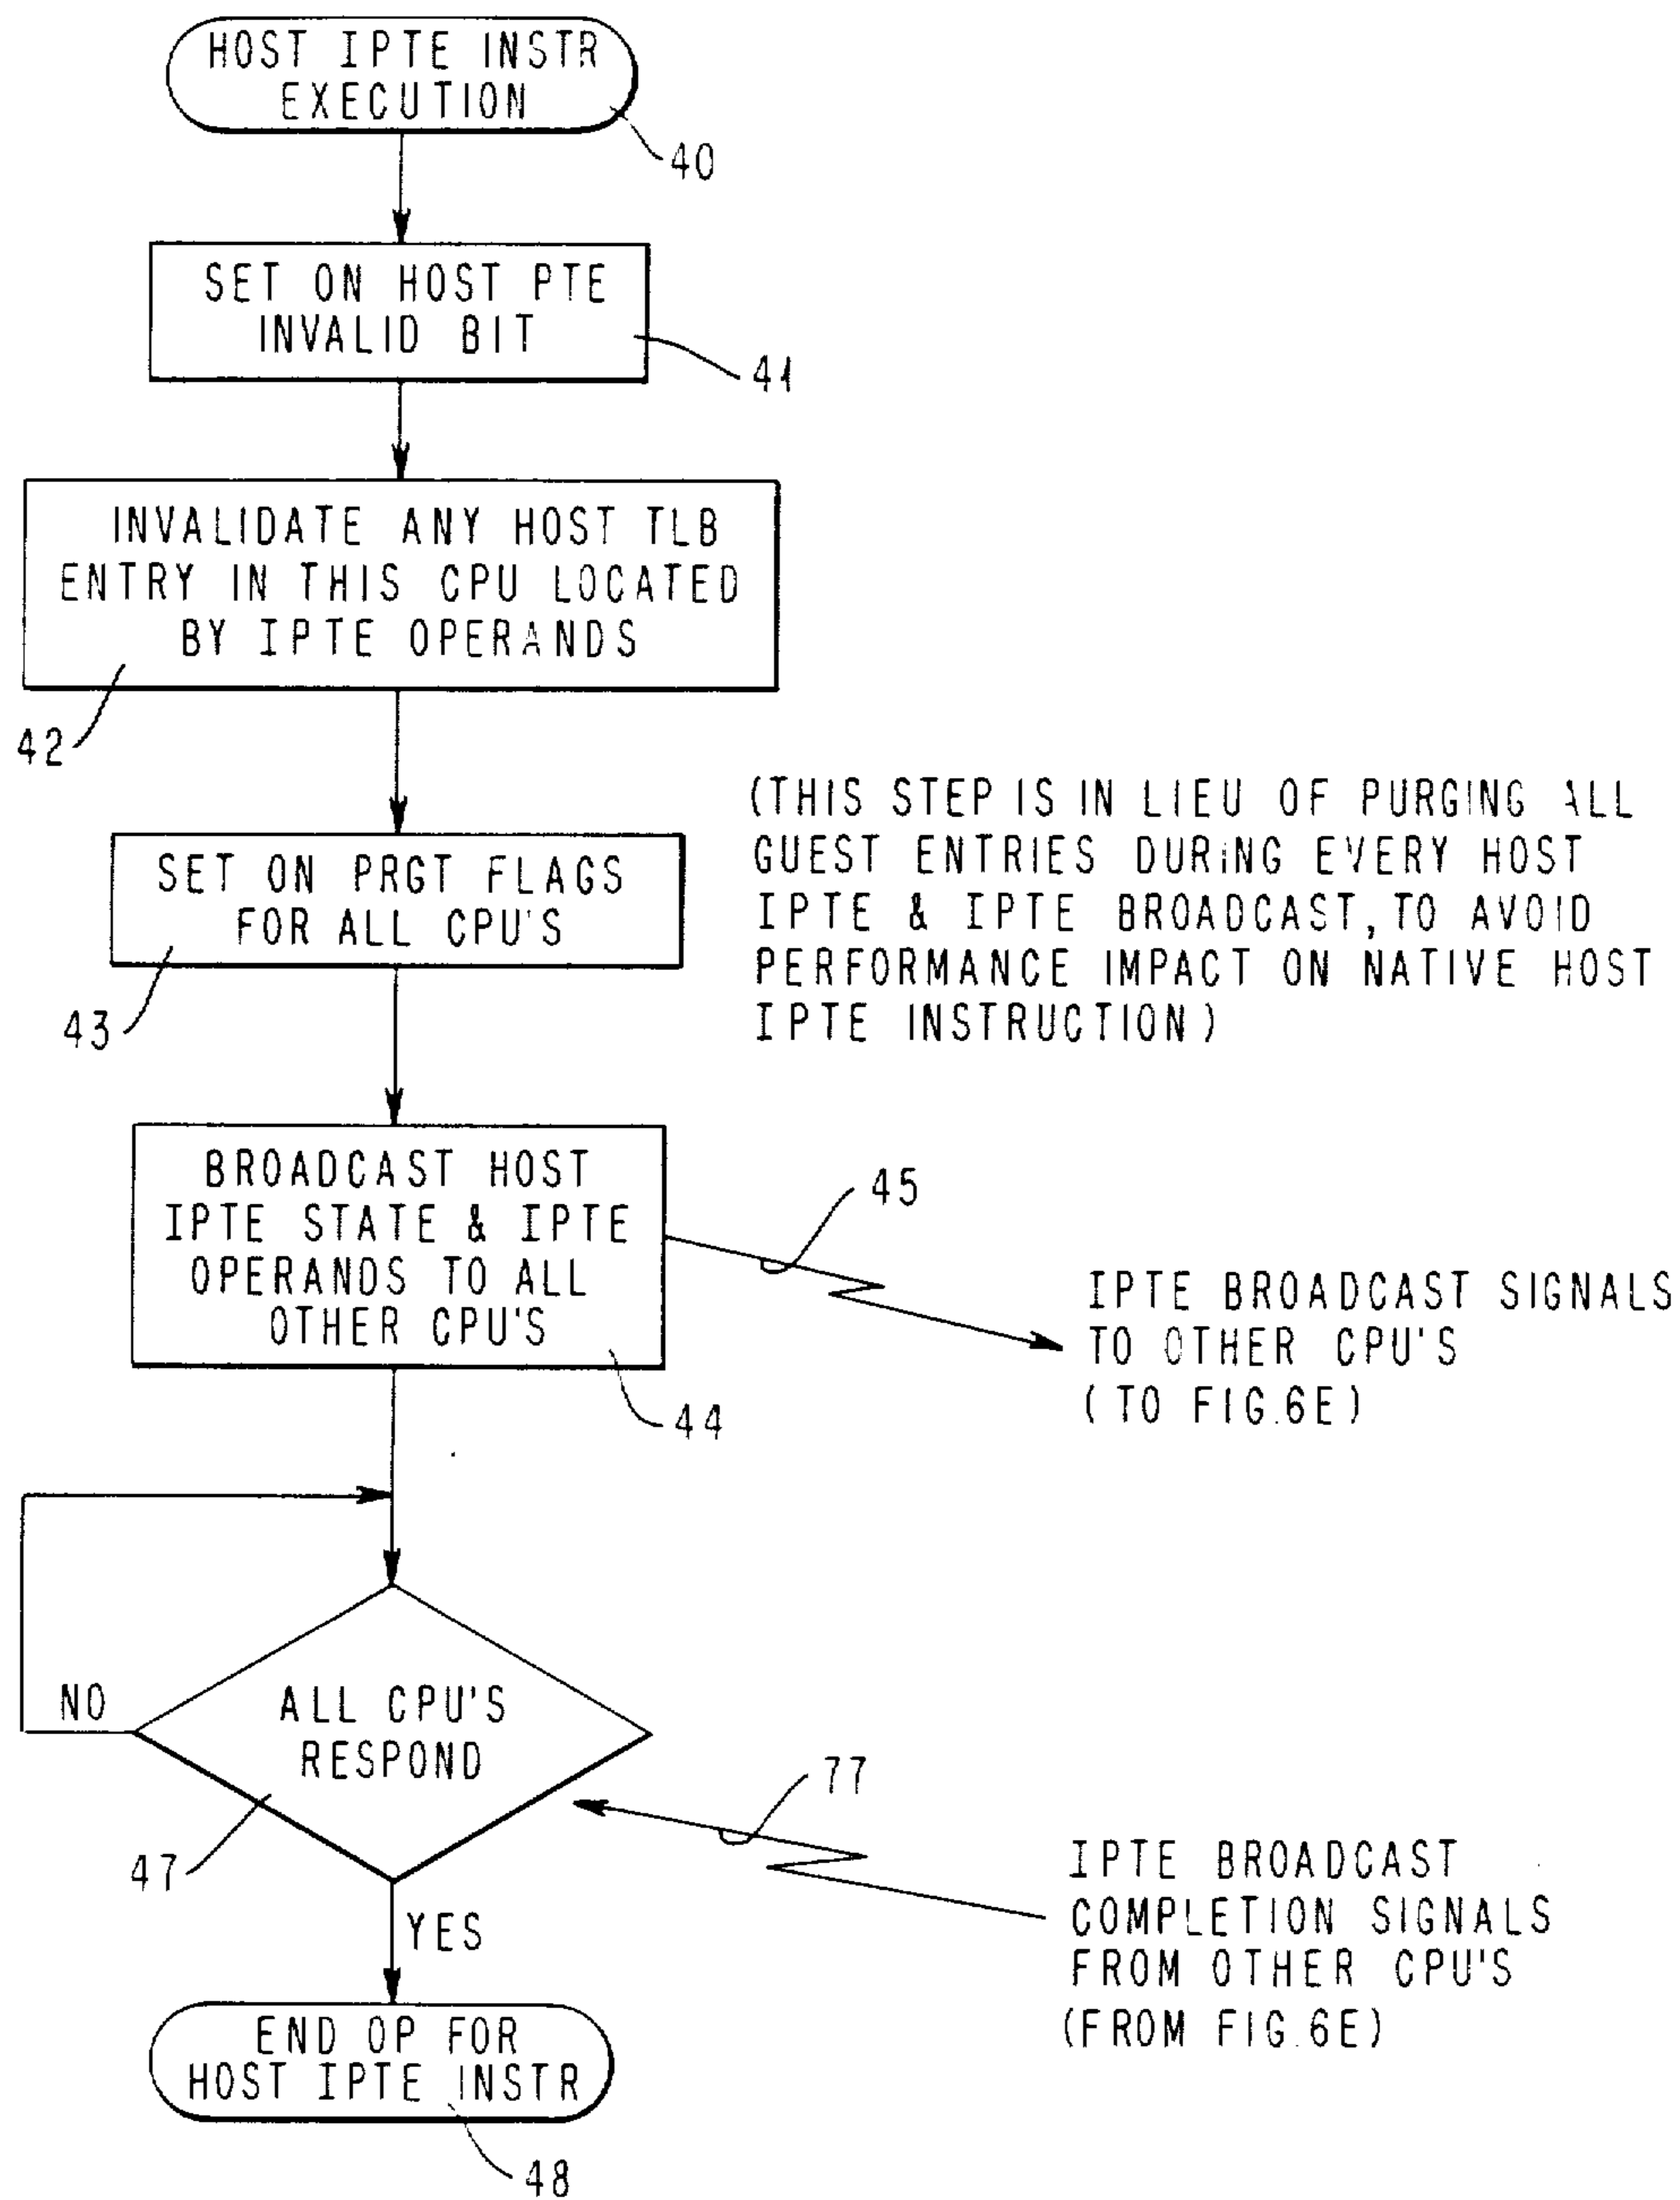 HOST IPTE INSTR
EXECUTION
40
SET ON HOST PTE
INVALID BIT
41
INVALIDATE ANY HOST TLB
ENTRY IN THIS CPU LOCATED
BY IPTE OPERANDS
42
(THIS STEP IS IN LIEU OF PURGING ALL
GUEST ENTRIES DURING EVERY HOST
IPTE & IPTE BROADCAST, TO AVOID
PERFORMANCE IMPACT ON NATIVE HOST
IPTE INSTRUCTION)
SET ON PRGT FLAGS
FOR ALL CPU'S
43
BROADCAST HOST
IPTE STATE & IPTE
OPERANDS TO ALL
OTHER CPU'S
44
45
IPTE BROADCAST SIGNALS
TO OTHER CPU'S
(TO FIG.6E)
NO
ALL CPU'S
RESPOND
47
77
IPTE BROADCAST
COMPLETION SIGNALS
FROM OTHER CPU'S
(FROM FIG.6E)
YES
END OP FOR
HOST IPTE INSTR
48